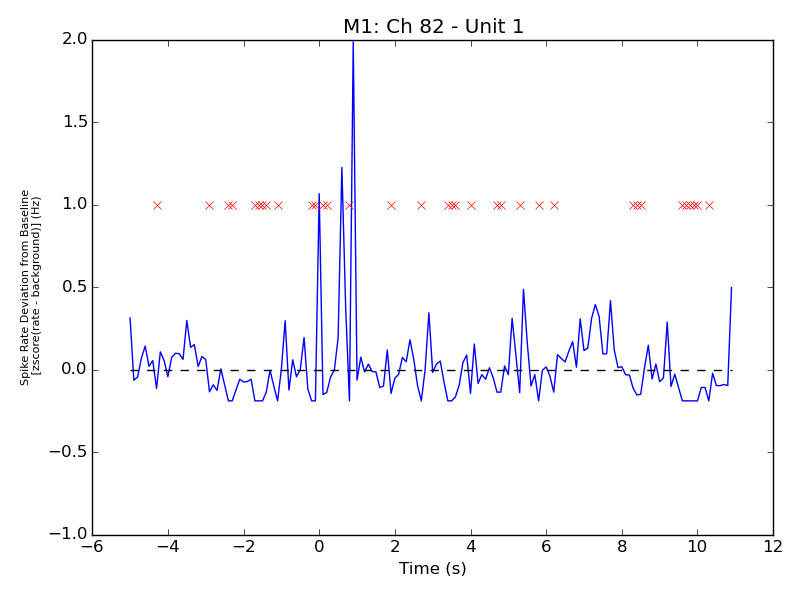 M1: Ch 82 - Unit 1
2.0
1.5
1.0
0.5
0.0
−0.5
−1.0
Spike Rate Deviation from Baseline
[zscore(rate - background)] (Hz)
−6 −4 −2 0 2 4 6 8 10 12
Time (s)